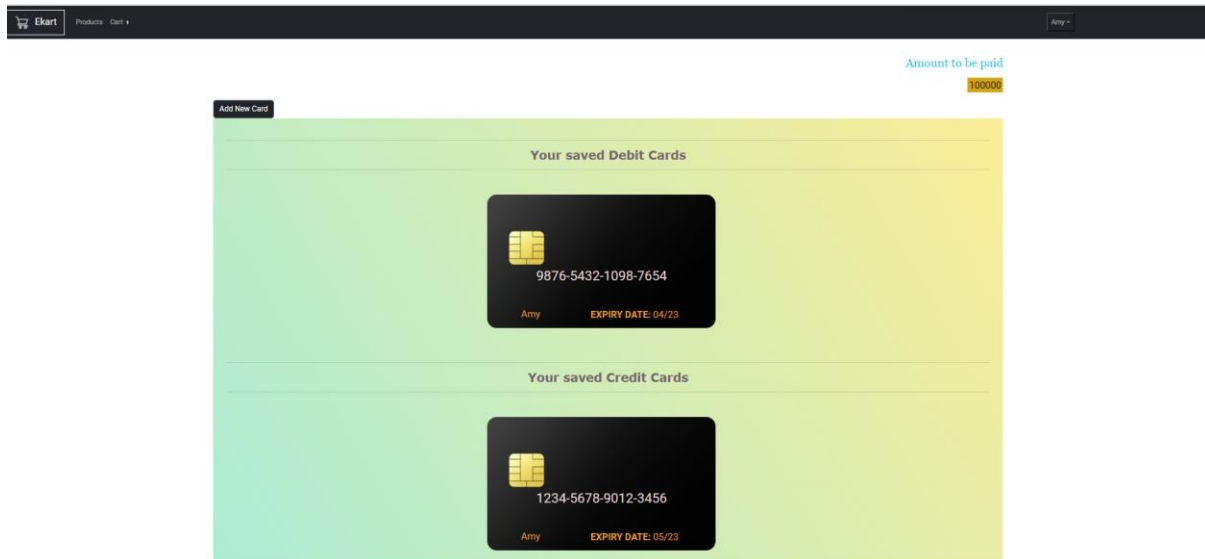 Ekart Products Cart Amy
Amount to be paid
100000
Add New Card
Your saved Debit Cards
9876-5432-1098-7654
Amy EXPIRY DATE: 04/23
Your saved Credit Cards
1234-5678-9012-3456
Amy EXPIRY DATE: 05/23